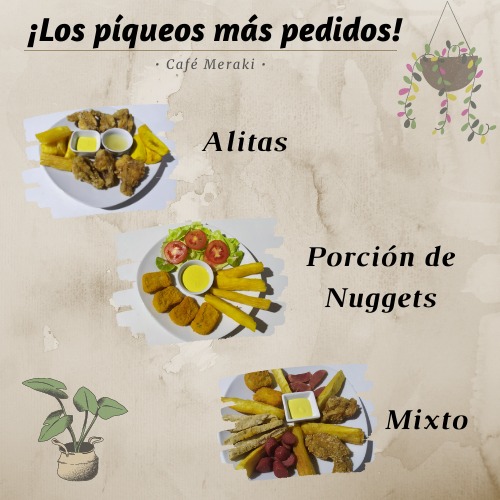 ¡Los píqueos más pedidos!
· Café Meraki ·
Alitas
Porción de
Nuggets
Mixto